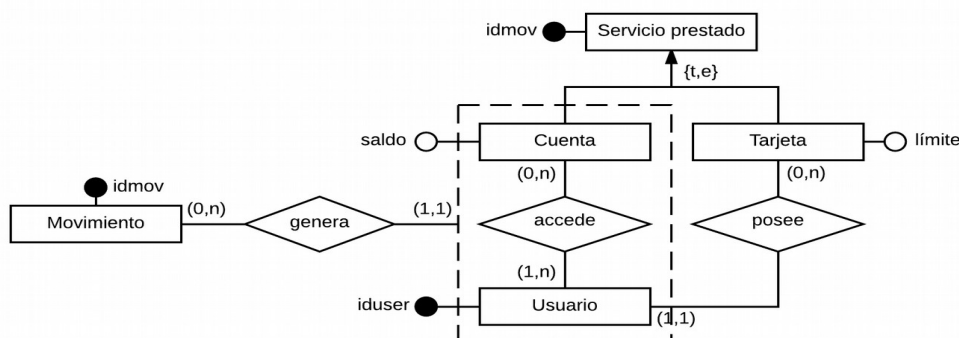 idmov
Servicio prestado
{t,e}
saldo
Cuenta
Tarjeta
límite
(0,n)
(0,n)
idmov
Movimiento
(0,n)
genera
(1,1)
accede
posee
(1,n)
iduser
Usuario
(1,1)